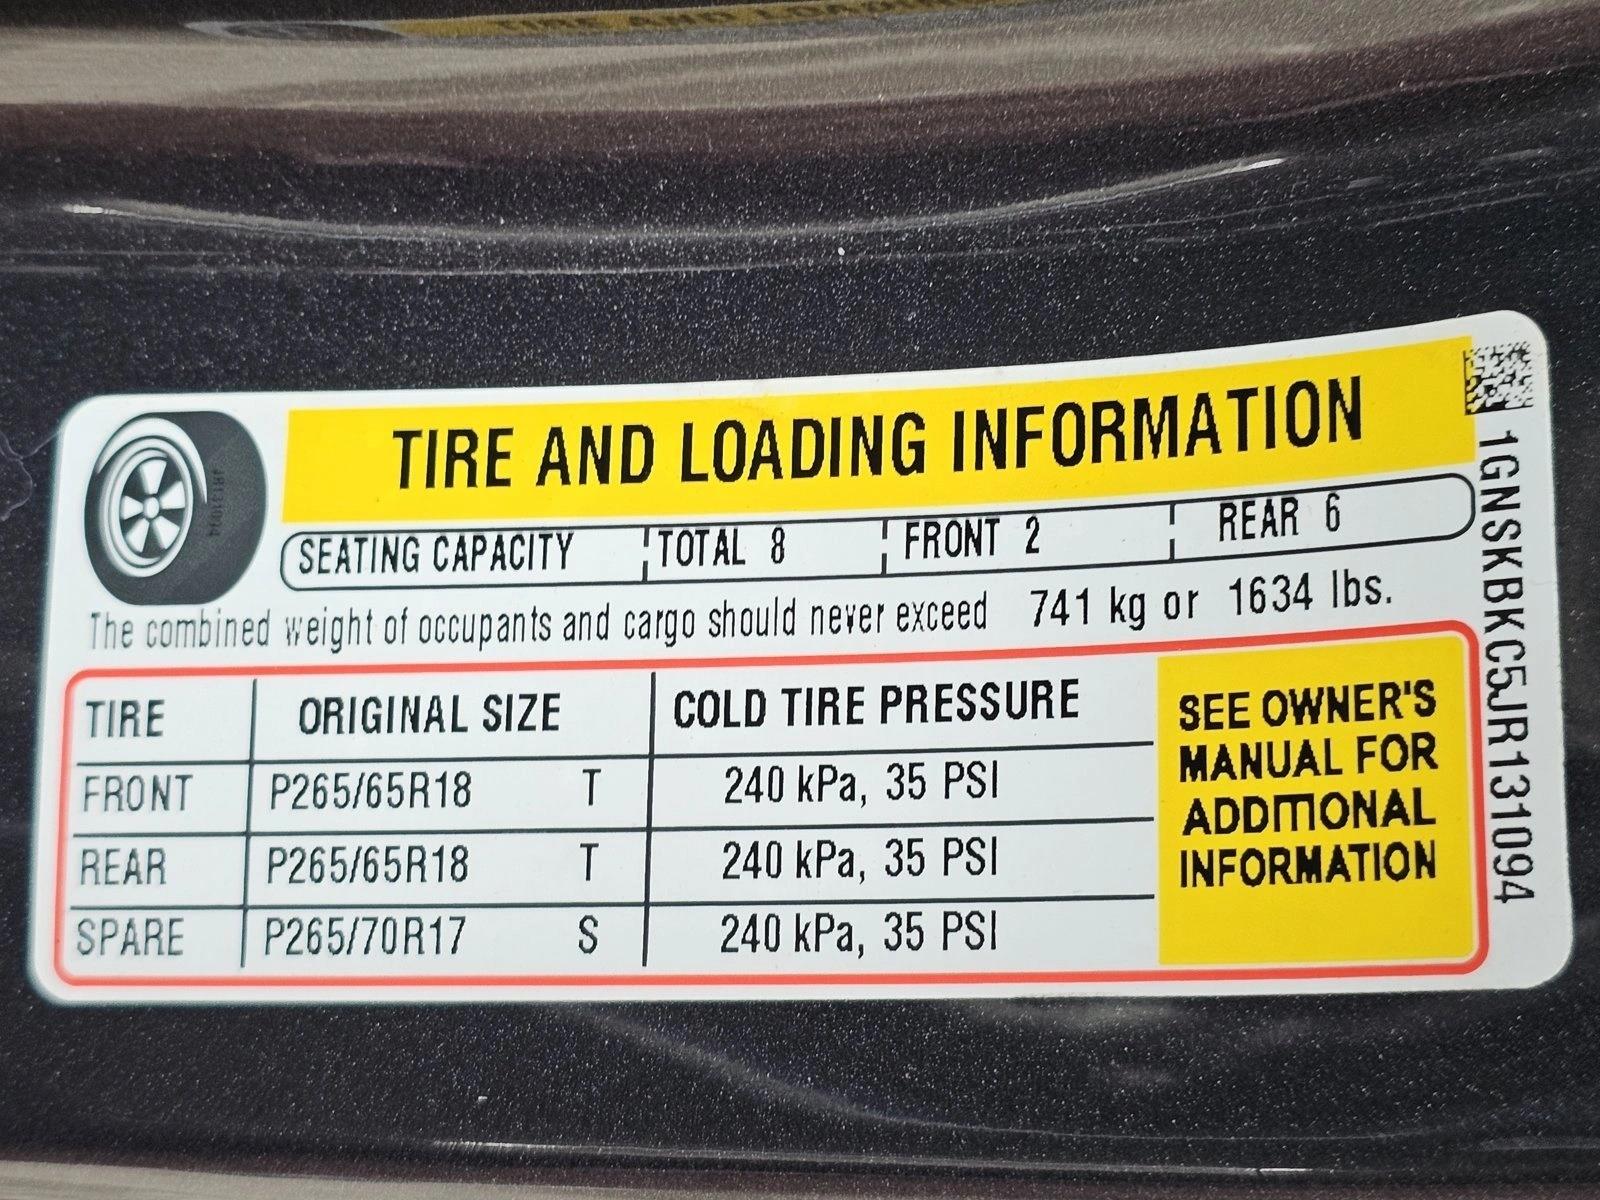 TIRE AND LOADING INFORMATION
SEATING CAPACITY TOTAL 8 FRONT 2 REAR 6
The combined weight of occupants and cargo should never exceed 741 kg or 1634 lbs.
TIRE ORIGINAL SIZE COLD TIRE PRESSURE
FRONT P265/65R18 T 240 kPa, 35 PSI
REAR P265/65R18 T 240 kPa, 35 PSI
SPARE P265/70R17 S 240 kPa, 35 PSI
SEE OWNER'S
MANUAL FOR
ADDITIONAL
INFORMATION
1GNSKBKC5JR131094
JR131094